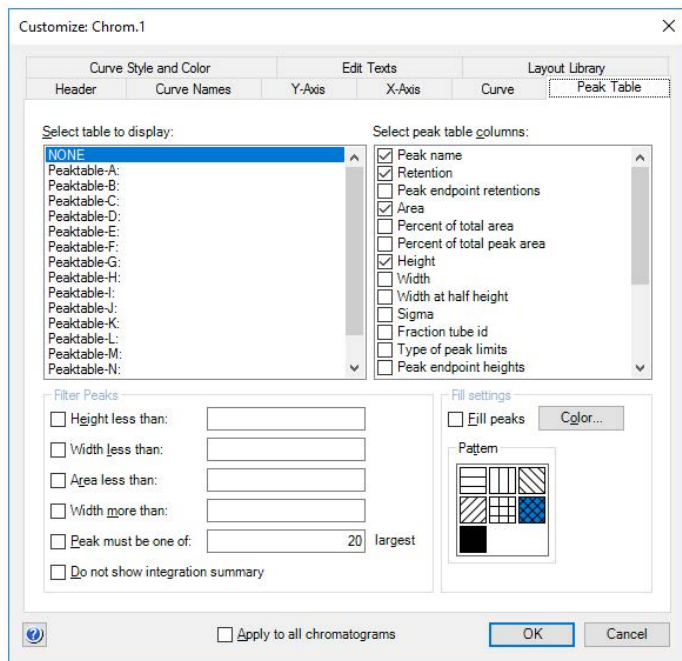 Customize: Chrom.1
Curve Style and Color Edit Texts Layout Library
Header Curve Names Y-Axis X-Axis Curve Peak Table
Select table to display:
NONE
Peaktable-A:
Peaktable-B:
Peaktable-C:
Peaktable-D:
Peaktable-E:
Peaktable-F:
Peaktable-G:
Peaktable-H:
Peaktable-I:
Peaktable-J:
Peaktable-K:
Peaktable-L:
Peaktable-M:
Peaktable-N:
Select peak table columns:
Peak name
Retention
Peak endpoint retentions
Area
Percent of total area
Percent of total peak area
Height
Width
Width at half height
Sigma
Fraction tube id
Type of peak limits
Peak endpoint heights
Filter Peaks
Height less than:
Width less than:
Area less than:
Width more than:
Peak must be one of: 20 largest
Do not show integration summary
Fill settings
Fill peaks Color...
Pattern
? Apply to all chromatograms OK Cancel